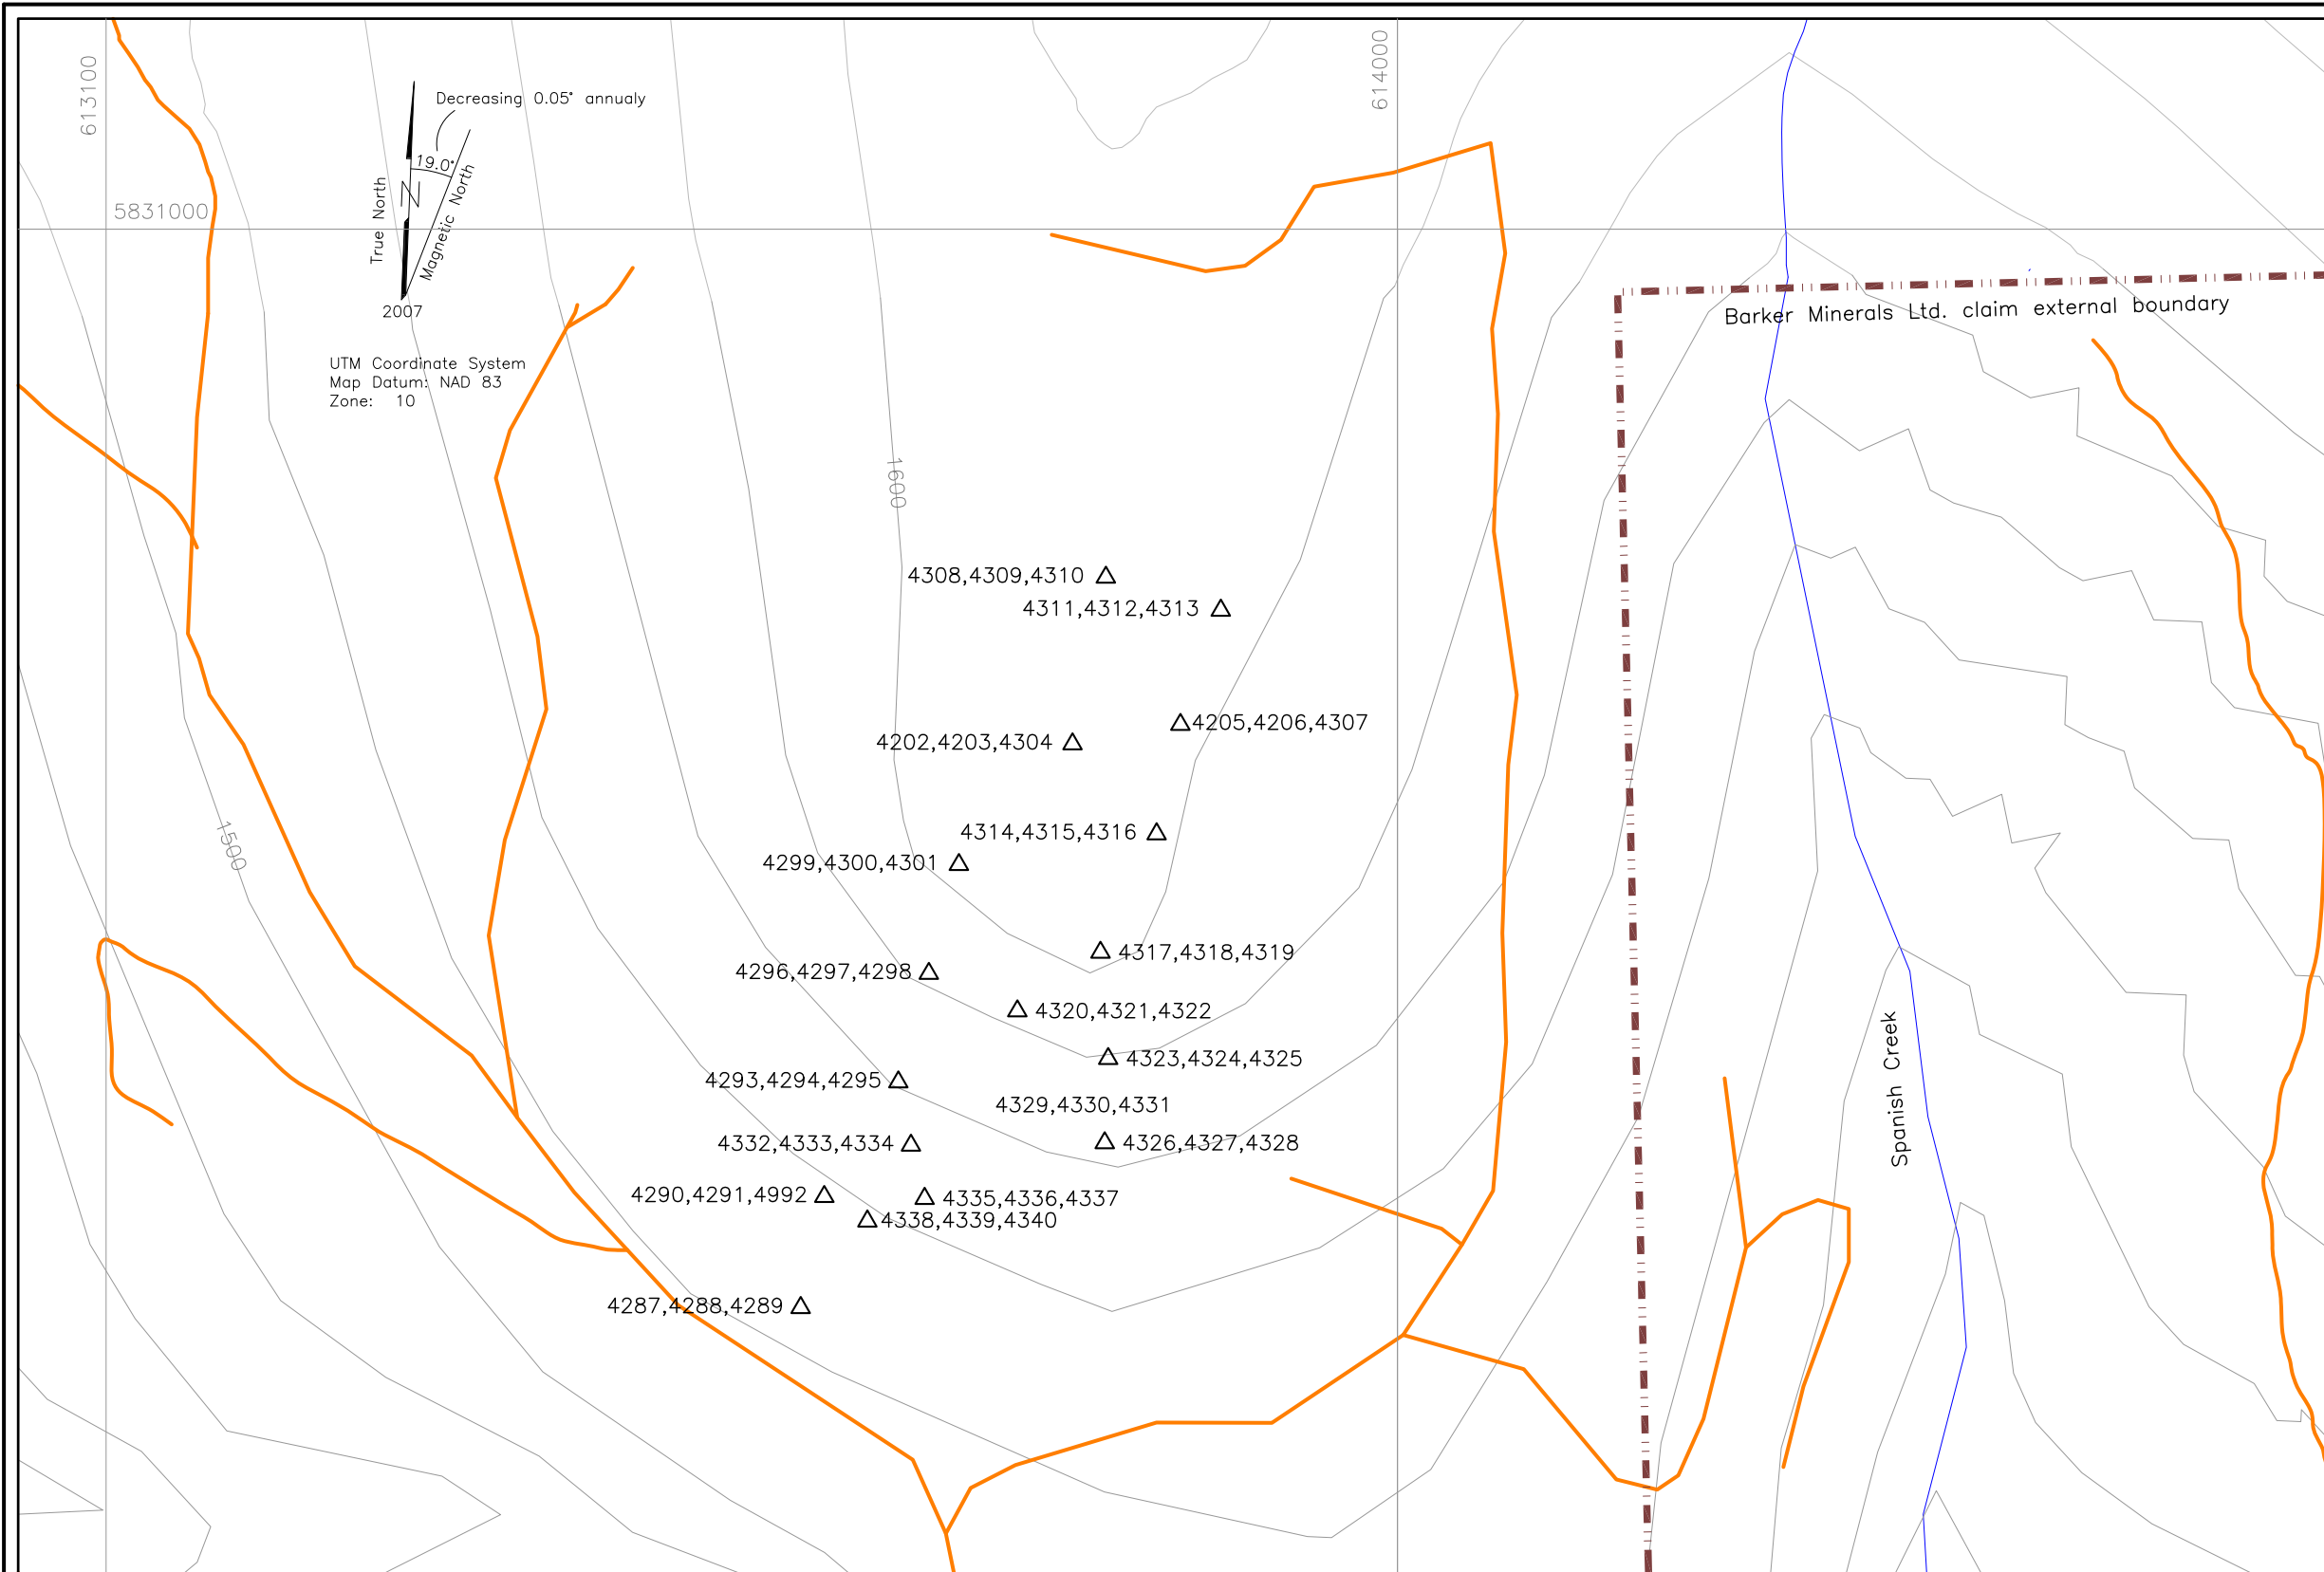 613100
614000
Decreasing 0.05° annualy
19.0°
N
True North
Magnetic North
2007
5831000
UTM Coordinate System
Map Datum: NAD 83
Zone: 10
Barker Minerals Ltd. claim external boundary
1600
4308,4309,4310
4311,4312,4313
4205,4206,4307
4202,4203,4304
4314,4315,4316
1500
4299,4300,4301
4317,4318,4319
4296,4297,4298
4320,4321,4322
4323,4324,4325
4293,4294,4295
4329,4330,4331
4332,4333,4334
4326,4327,4328
4290,4291,4992
4335,4336,4337
4338,4339,4340
4287,4288,4289
Spanish Creek